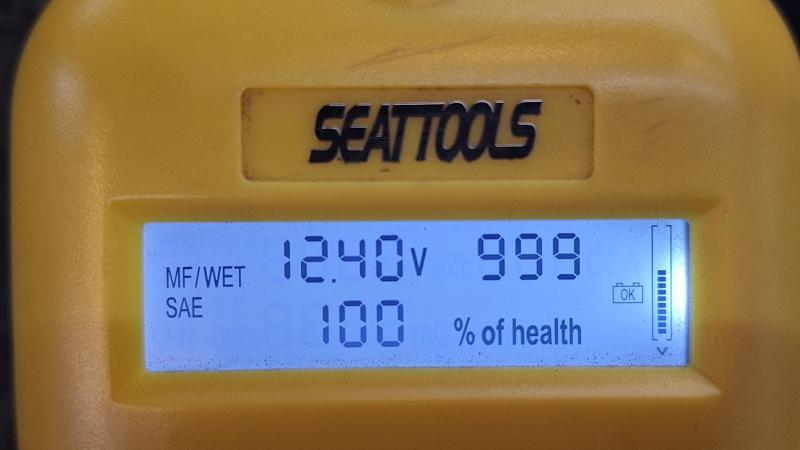 SEATTOOLS
MF/WET 12.40V 999
SAE OK
100 % of health